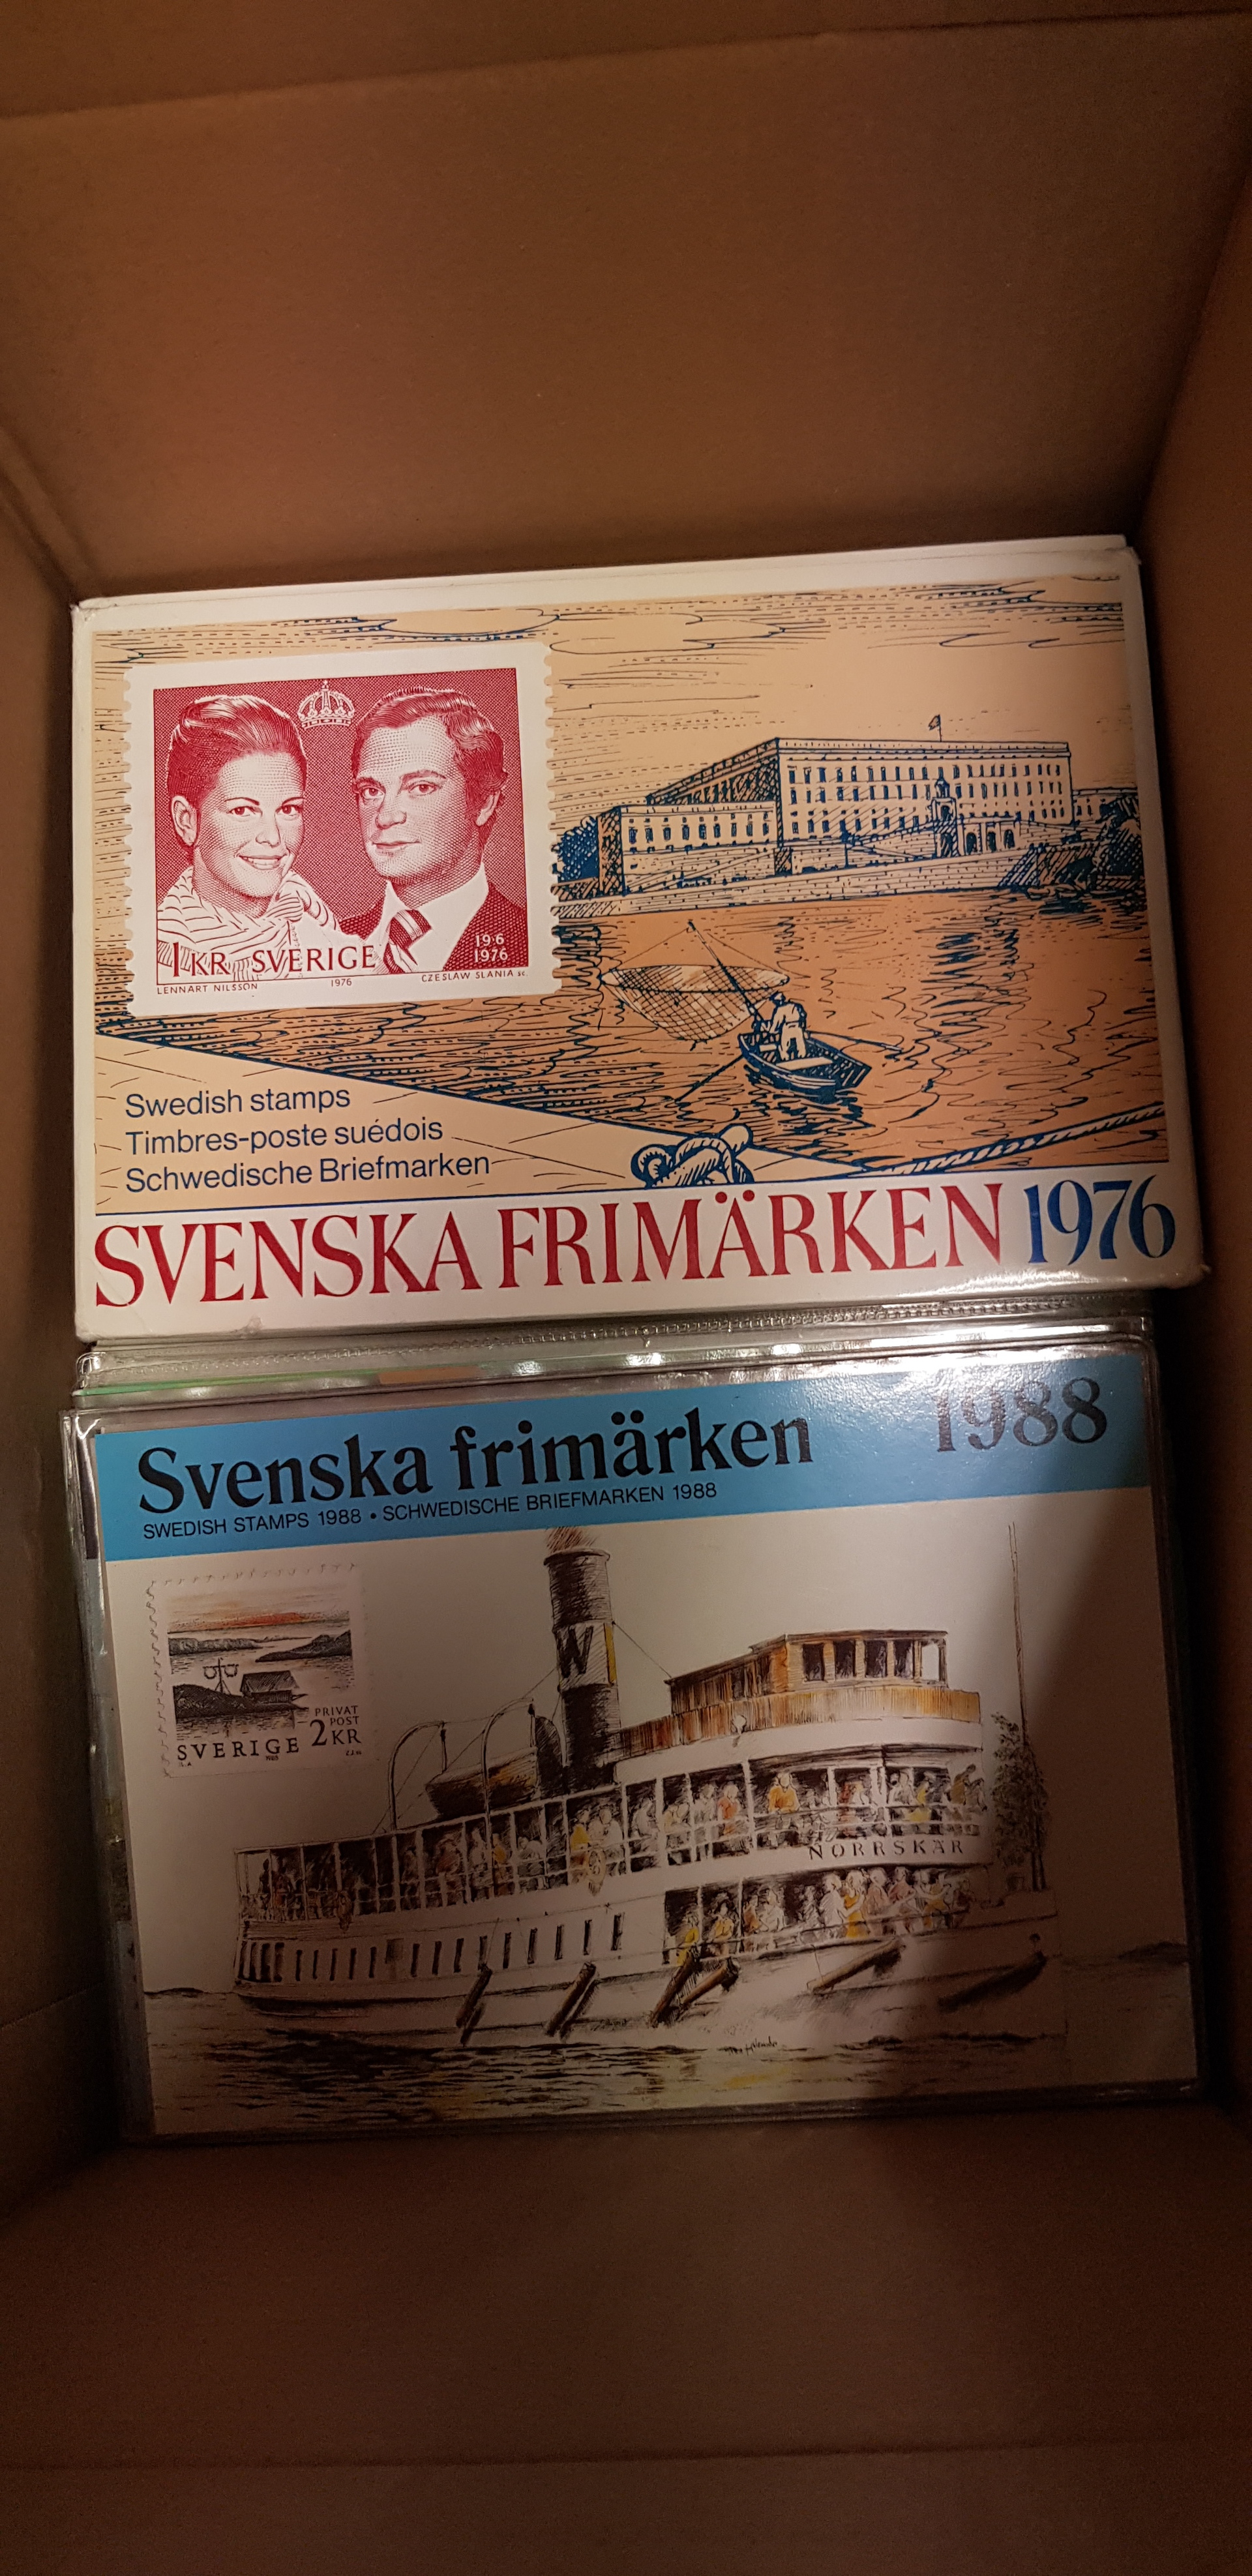 1 KR SVERIGE
19 6
1976
LENNART NILSSON 1976 CZESLAW SLANIA sc.
Swedish stamps
Timbres-poste suédois
Schwedische Briefmarken
SVENSKA FRIMÄRKEN 1976
Svenska frimärken 1988
SWEDISH STAMPS 1988 • SCHWEDISCHE BRIEFMARKEN 1988
W
PRIVAT
POST
SVERIGE 2 KR
NORRSKÄR